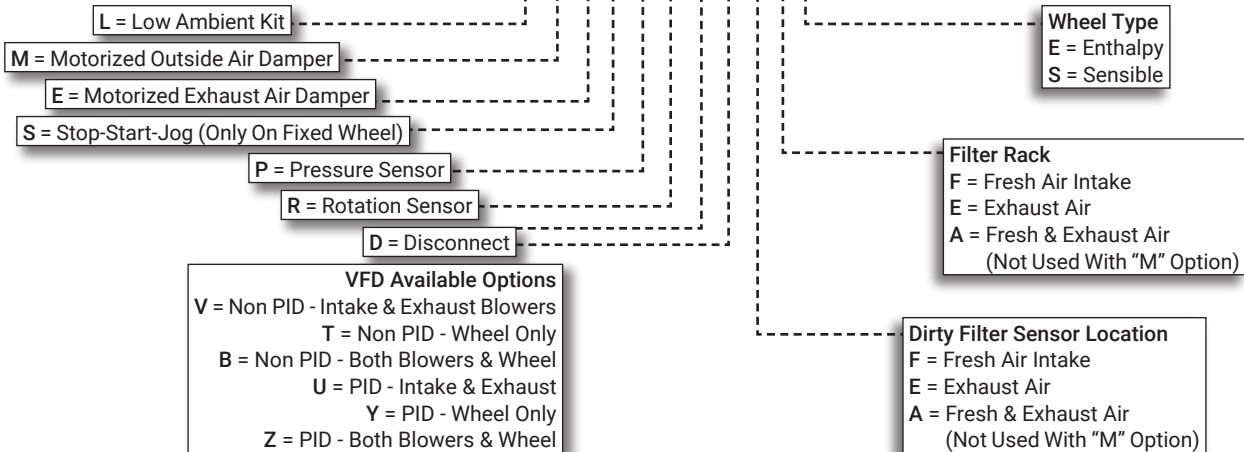 L = Low Ambient Kit
M = Motorized Outside Air Damper
E = Motorized Exhaust Air Damper
S = Stop-Start-Jog (Only On Fixed Wheel)
P = Pressure Sensor
R = Rotation Sensor
D = Disconnect
VFD Available Options
V = Non PID - Intake & Exhaust Blowers
T = Non PID - Wheel Only
B = Non PID - Both Blowers & Wheel
U = PID - Intake & Exhaust
Y = PID - Wheel Only
Z = PID - Both Blowers & Wheel
Wheel Type
E = Enthalpy
S = Sensible
Filter Rack
F = Fresh Air Intake
E = Exhaust Air
A = Fresh & Exhaust Air
(Not Used With “M” Option)
Dirty Filter Sensor Location
F = Fresh Air Intake
E = Exhaust Air
A = Fresh & Exhaust Air
(Not Used With “M” Option)